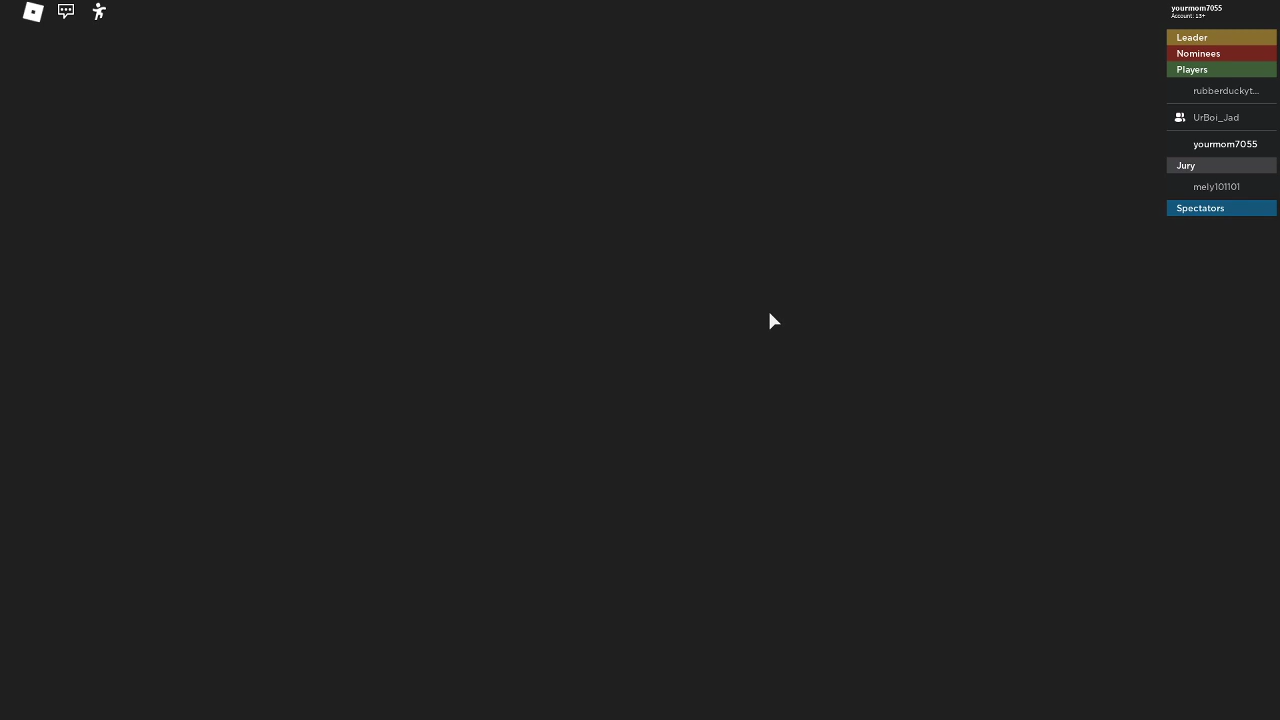 yourmom7055
Account: 13+
Leader
Nominees
Players
rubberduckyt...
UrBoi_Jad
yourmom7055
Jury
mely101101
Spectators